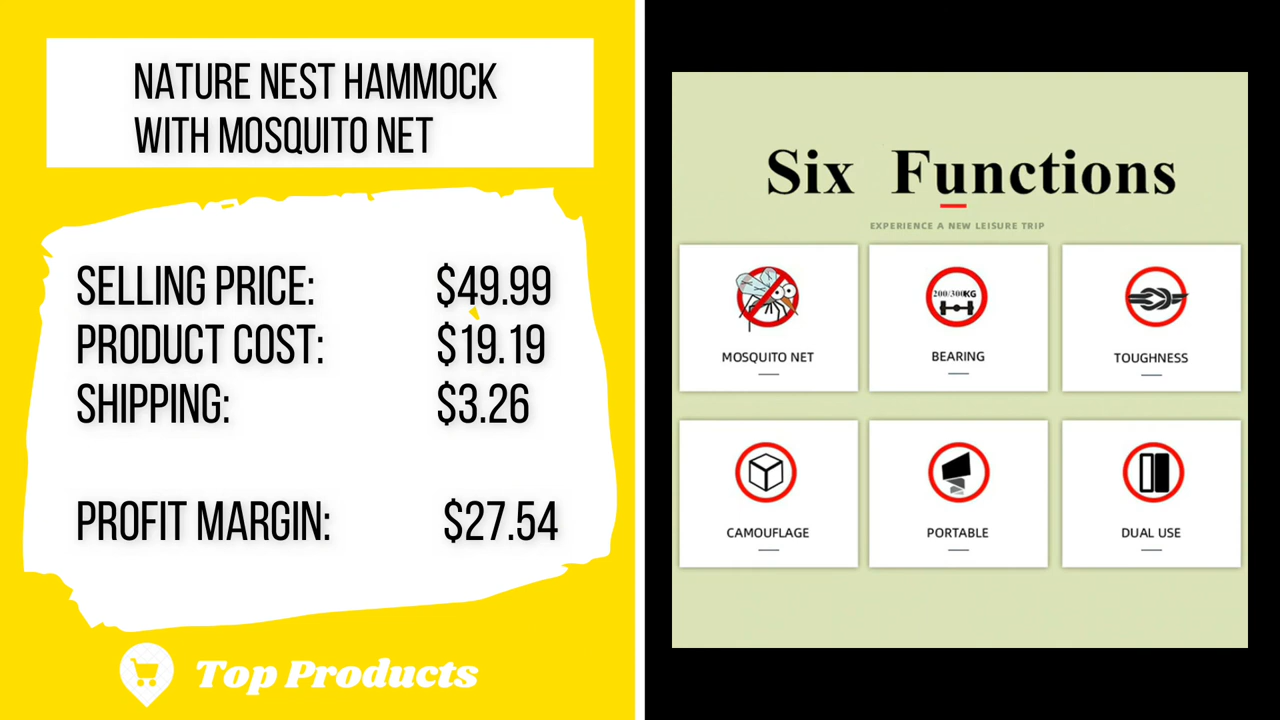 NATURE NEST HAMMOCK
WITH MOSQUITO NET
SELLING PRICE: $49.99
PRODUCT COST: $19.19
SHIPPING: $3.26
PROFIT MARGIN: $27.54
Top Products
Six Functions
EXPERIENCE A NEW LEISURE TRIP
200/300KG
MOSQUITO NET BEARING TOUGHNESS
CAMOUFLAGE PORTABLE DUAL USE